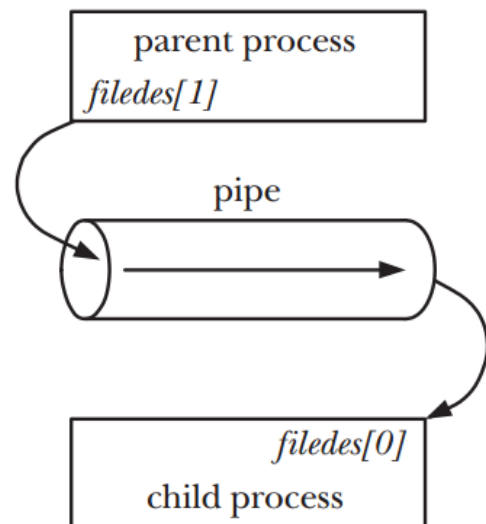 parent process
filedes[1]
pipe
filedes[0]
child process